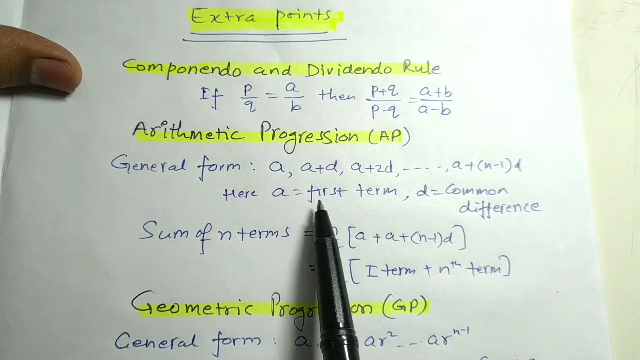 Extra points
Componendo and Dividendo Rule
If p/q = a/b then p+q/p-q = a+b/a-b
Arithmetic Progression (AP)
General form: a, a+d, a+2d, ....., a+(n-1)d
Here a = first term, d = Common
difference
Sum of n terms = [a + a+(n-1)d]
= [I term + nth term]
Geometric Progression (GP)
General form: a, ar², ... ar^n-1